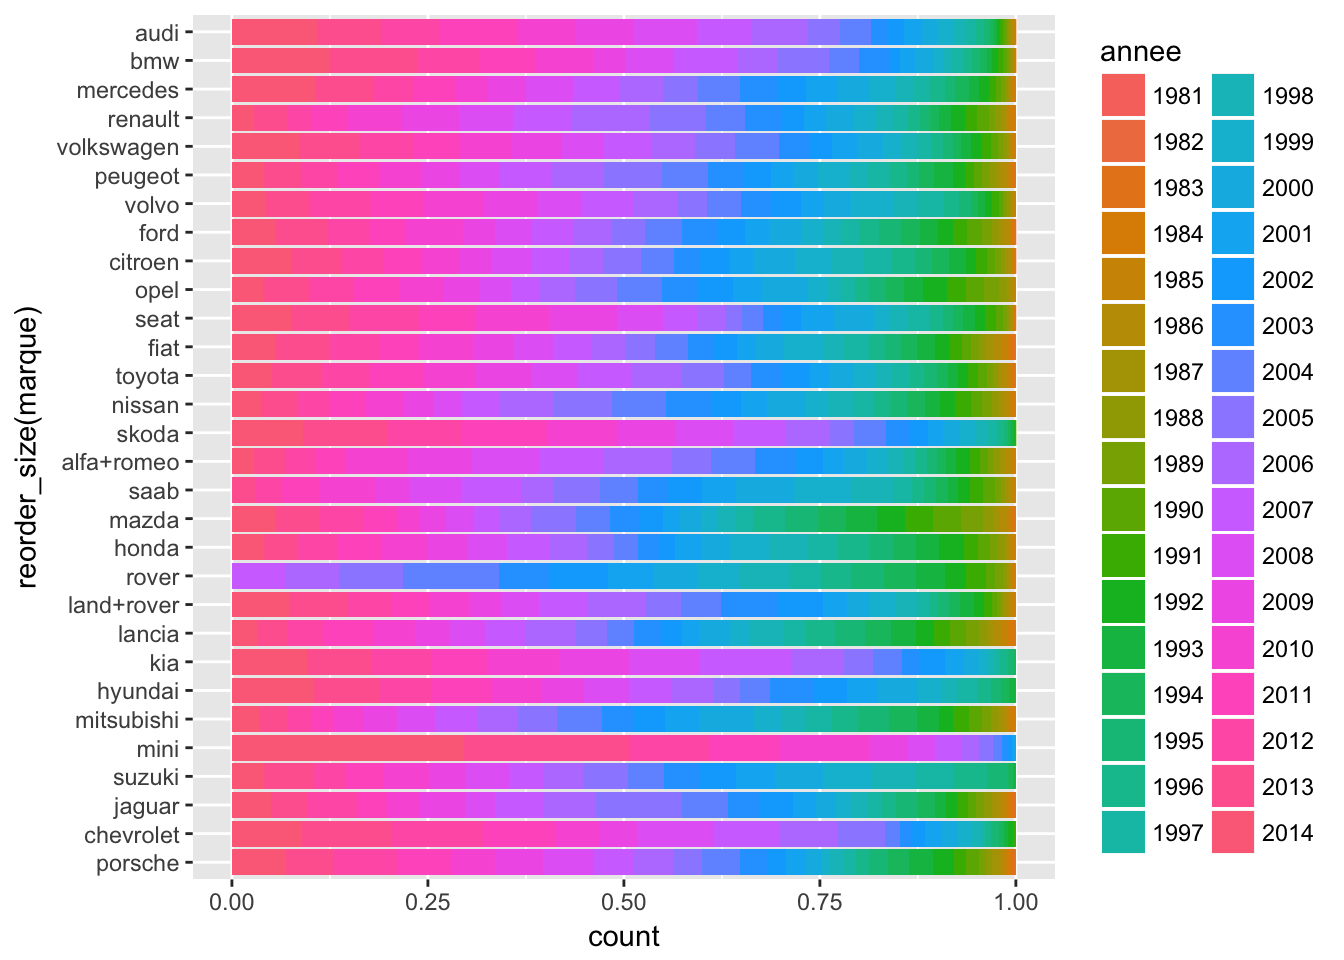 audi
bmw
mercedes
renault
volkswagen
peugeot
volvo
ford
citroen
opel
seat
fiat
toyota
nissan
skoda
alfa+romeo
saab
mazda
honda
rover
land+rover
lancia
kia
hyundai
mitsubishi
mini
suzuki
jaguar
chevrolet
porsche
reorder_size(marque)
0.00 0.25 0.50 0.75 1.00
count
annee
1981 1998
1982 1999
1983 2000
1984 2001
1985 2002
1986 2003
1987 2004
1988 2005
1989 2006
1990 2007
1991 2008
1992 2009
1993 2010
1994 2011
1995 2012
1996 2013
1997 2014